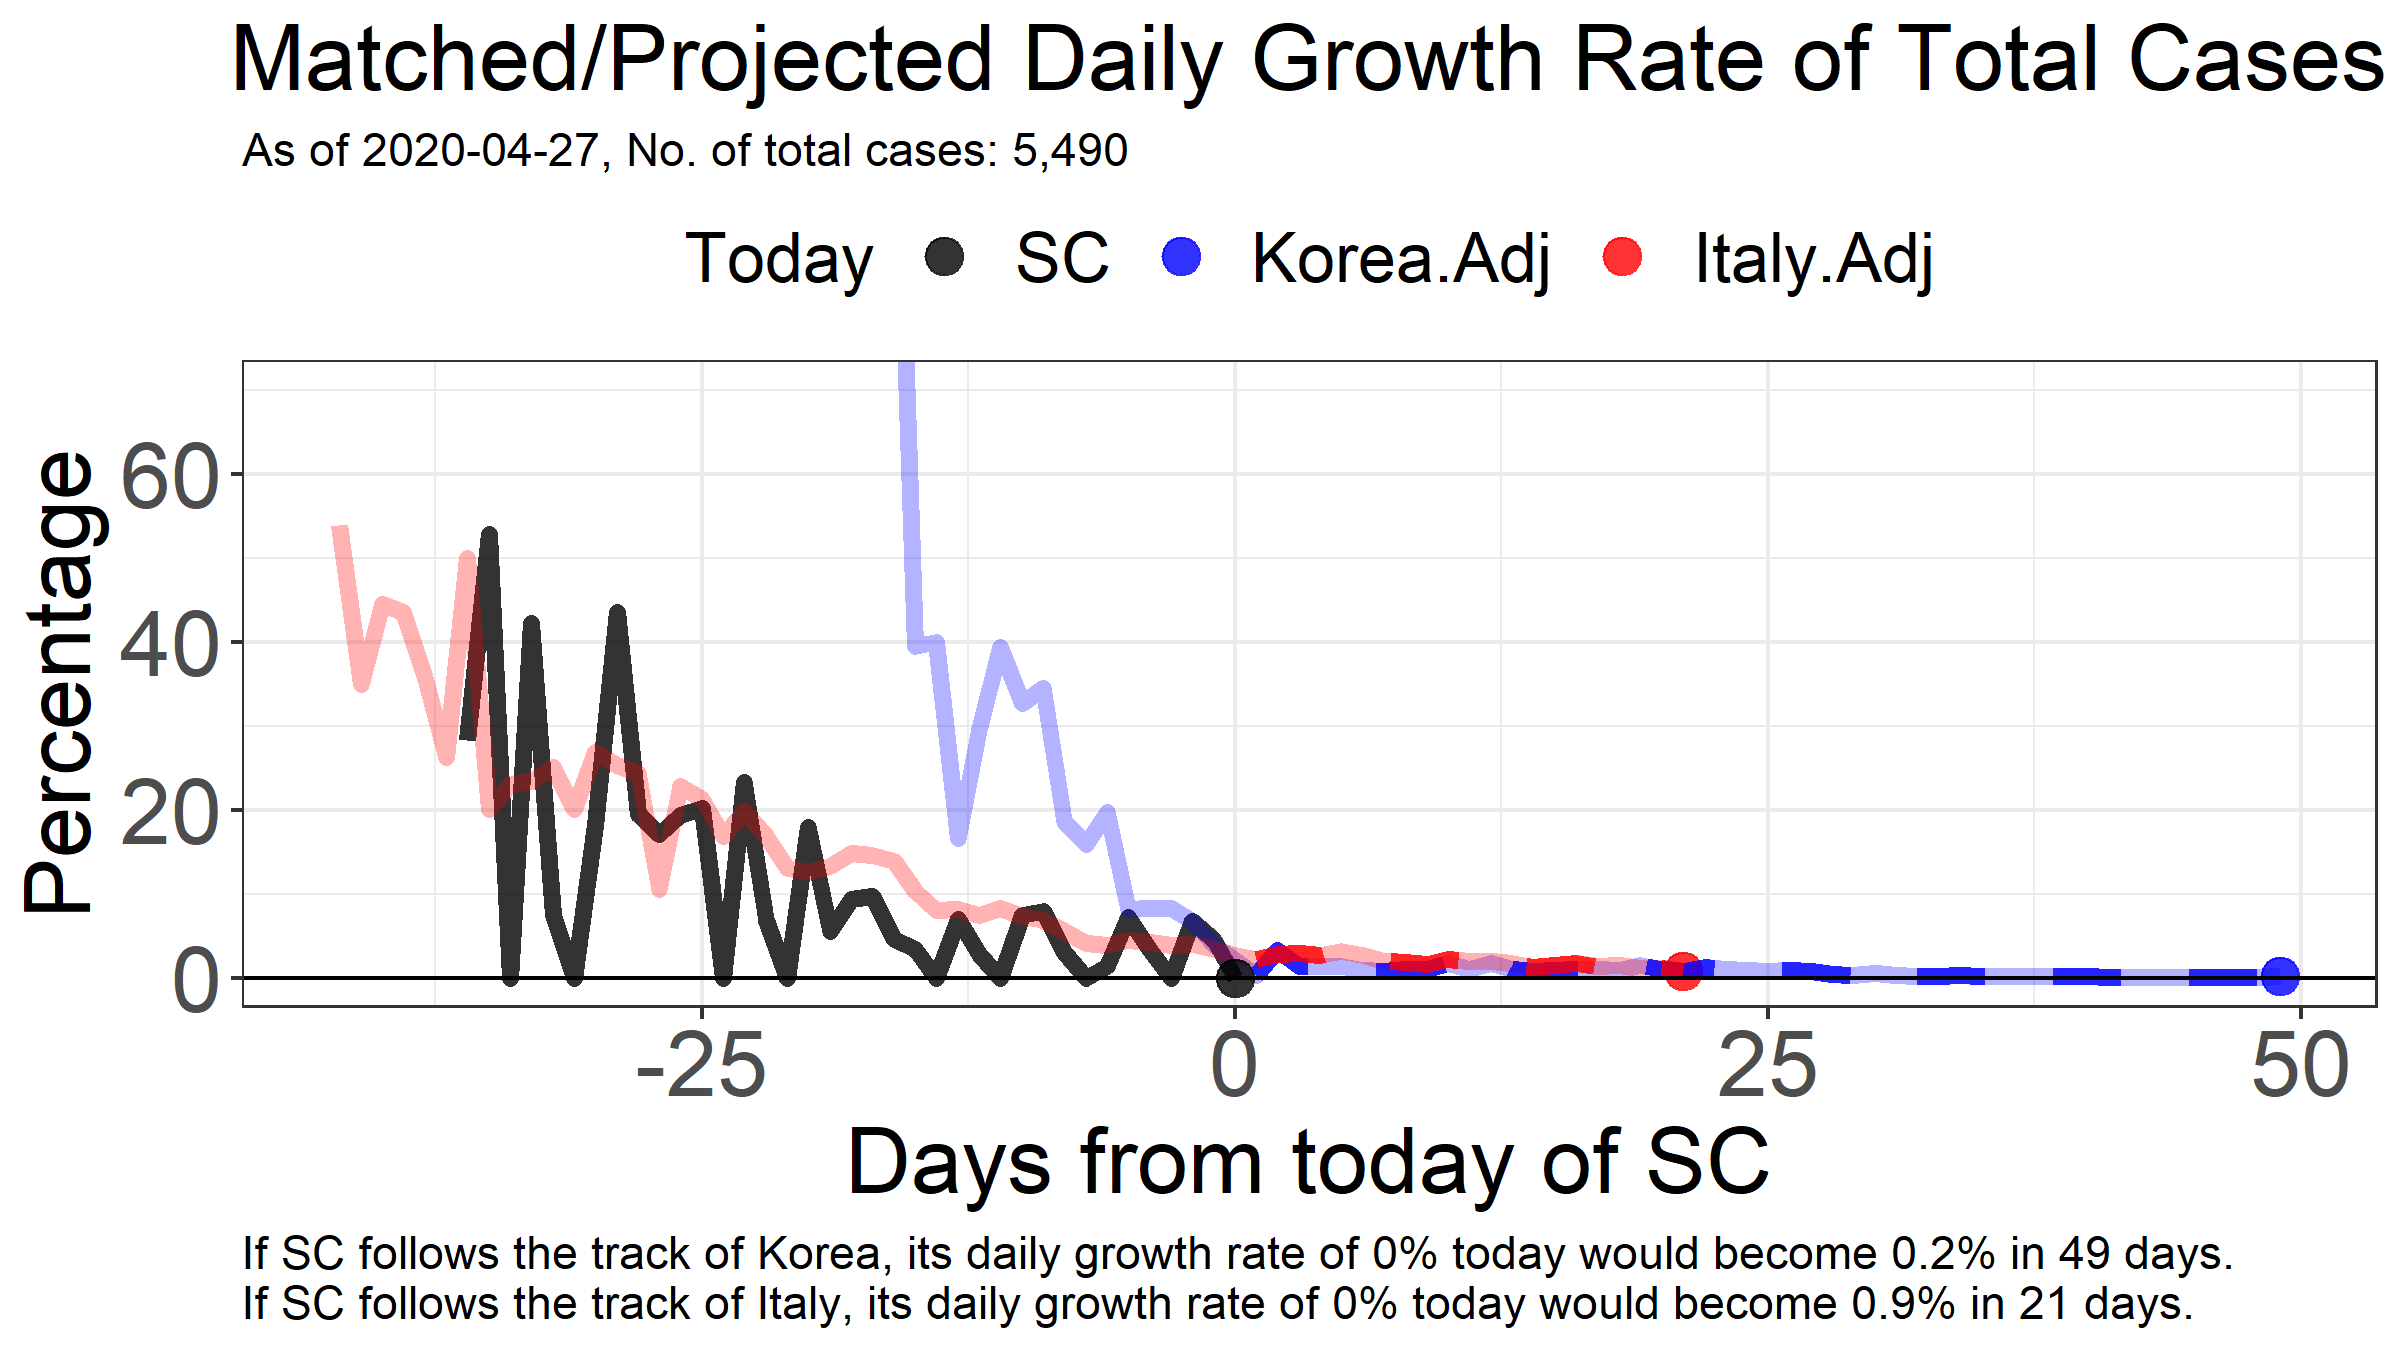 Matched/Projected Daily Growth Rate of Total Cases
As of 2020-04-27, No. of total cases: 5,490
Today SC Korea.Adj Italy.Adj
Percentage
60
40
20
0
-25 0 25 50
Days from today of SC
If SC follows the track of Korea, its daily growth rate of 0% today would become 0.2% in 49 days.
If SC follows the track of Italy, its daily growth rate of 0% today would become 0.9% in 21 days.